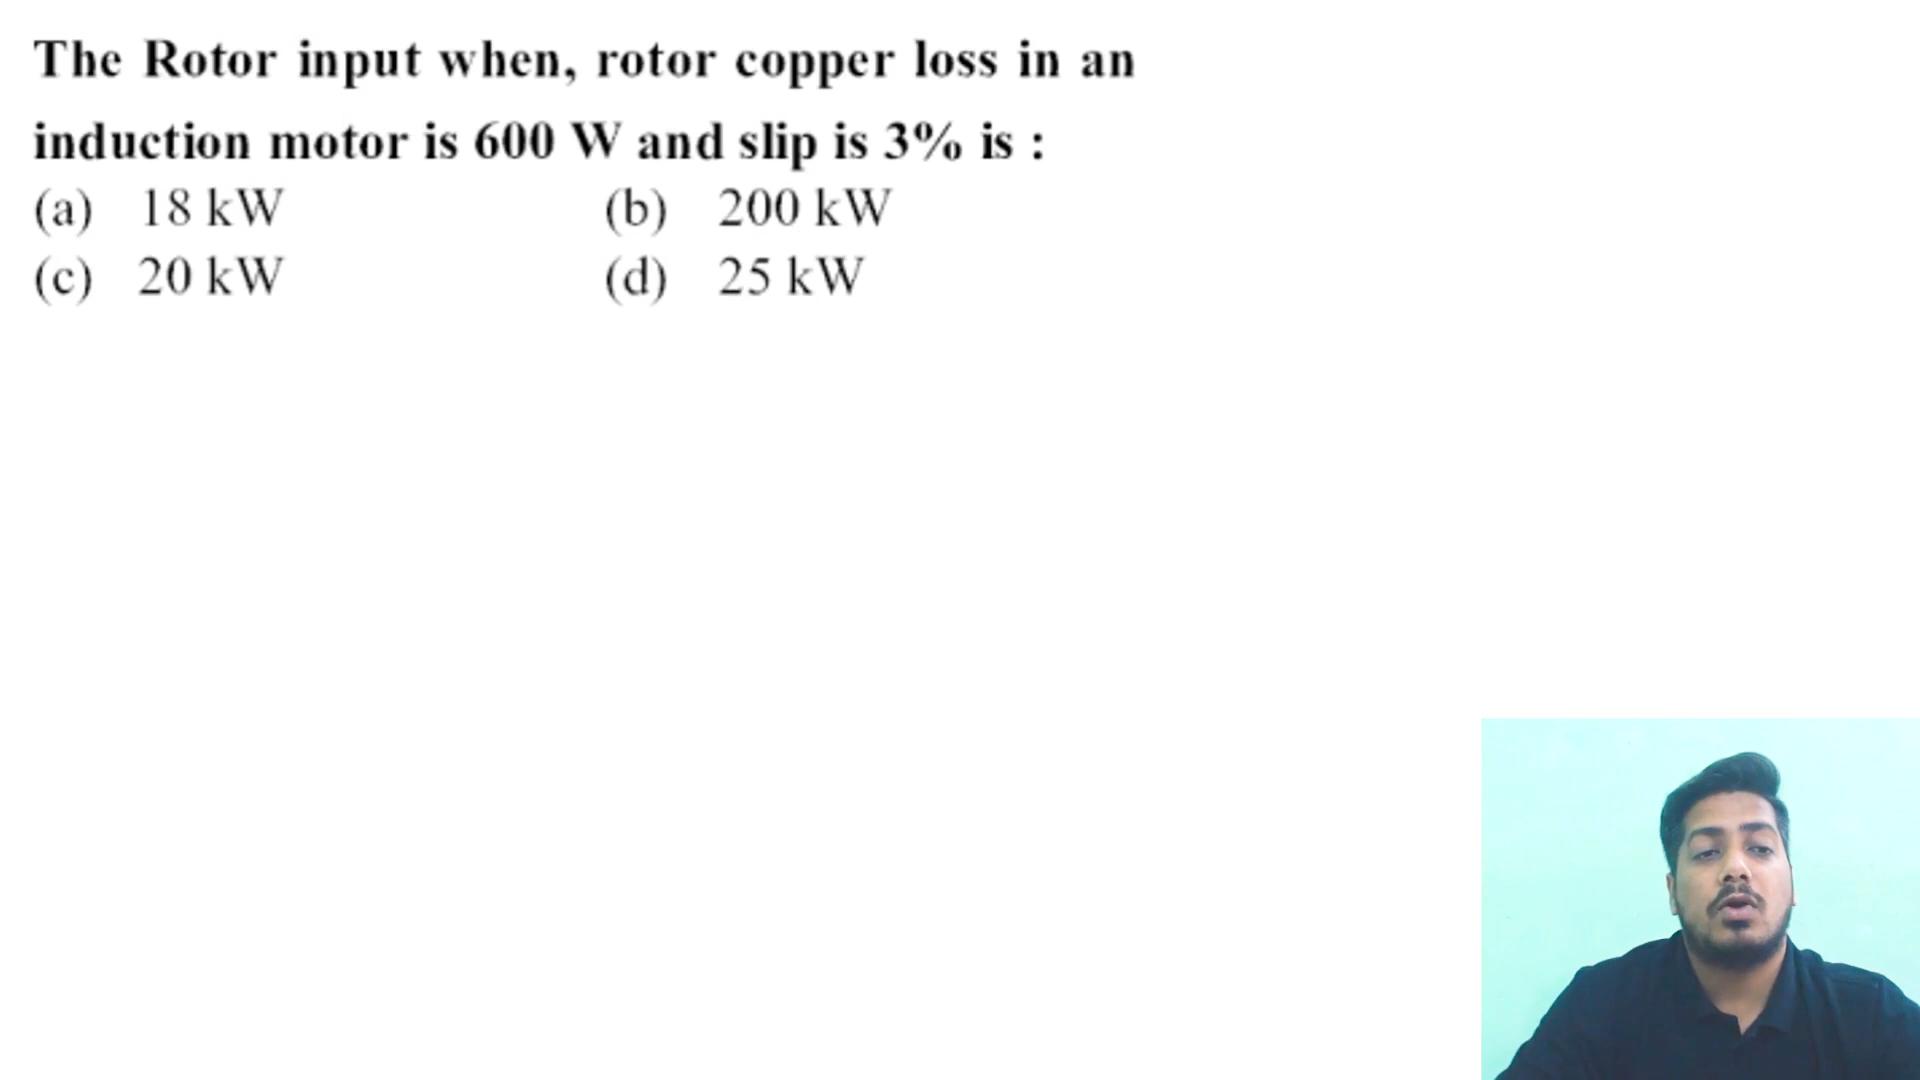 The Rotor input when, rotor copper loss in an
induction motor is 600 W and slip is 3% is :
(a) 18 kW (b) 200 kW
(c) 20 kW (d) 25 kW